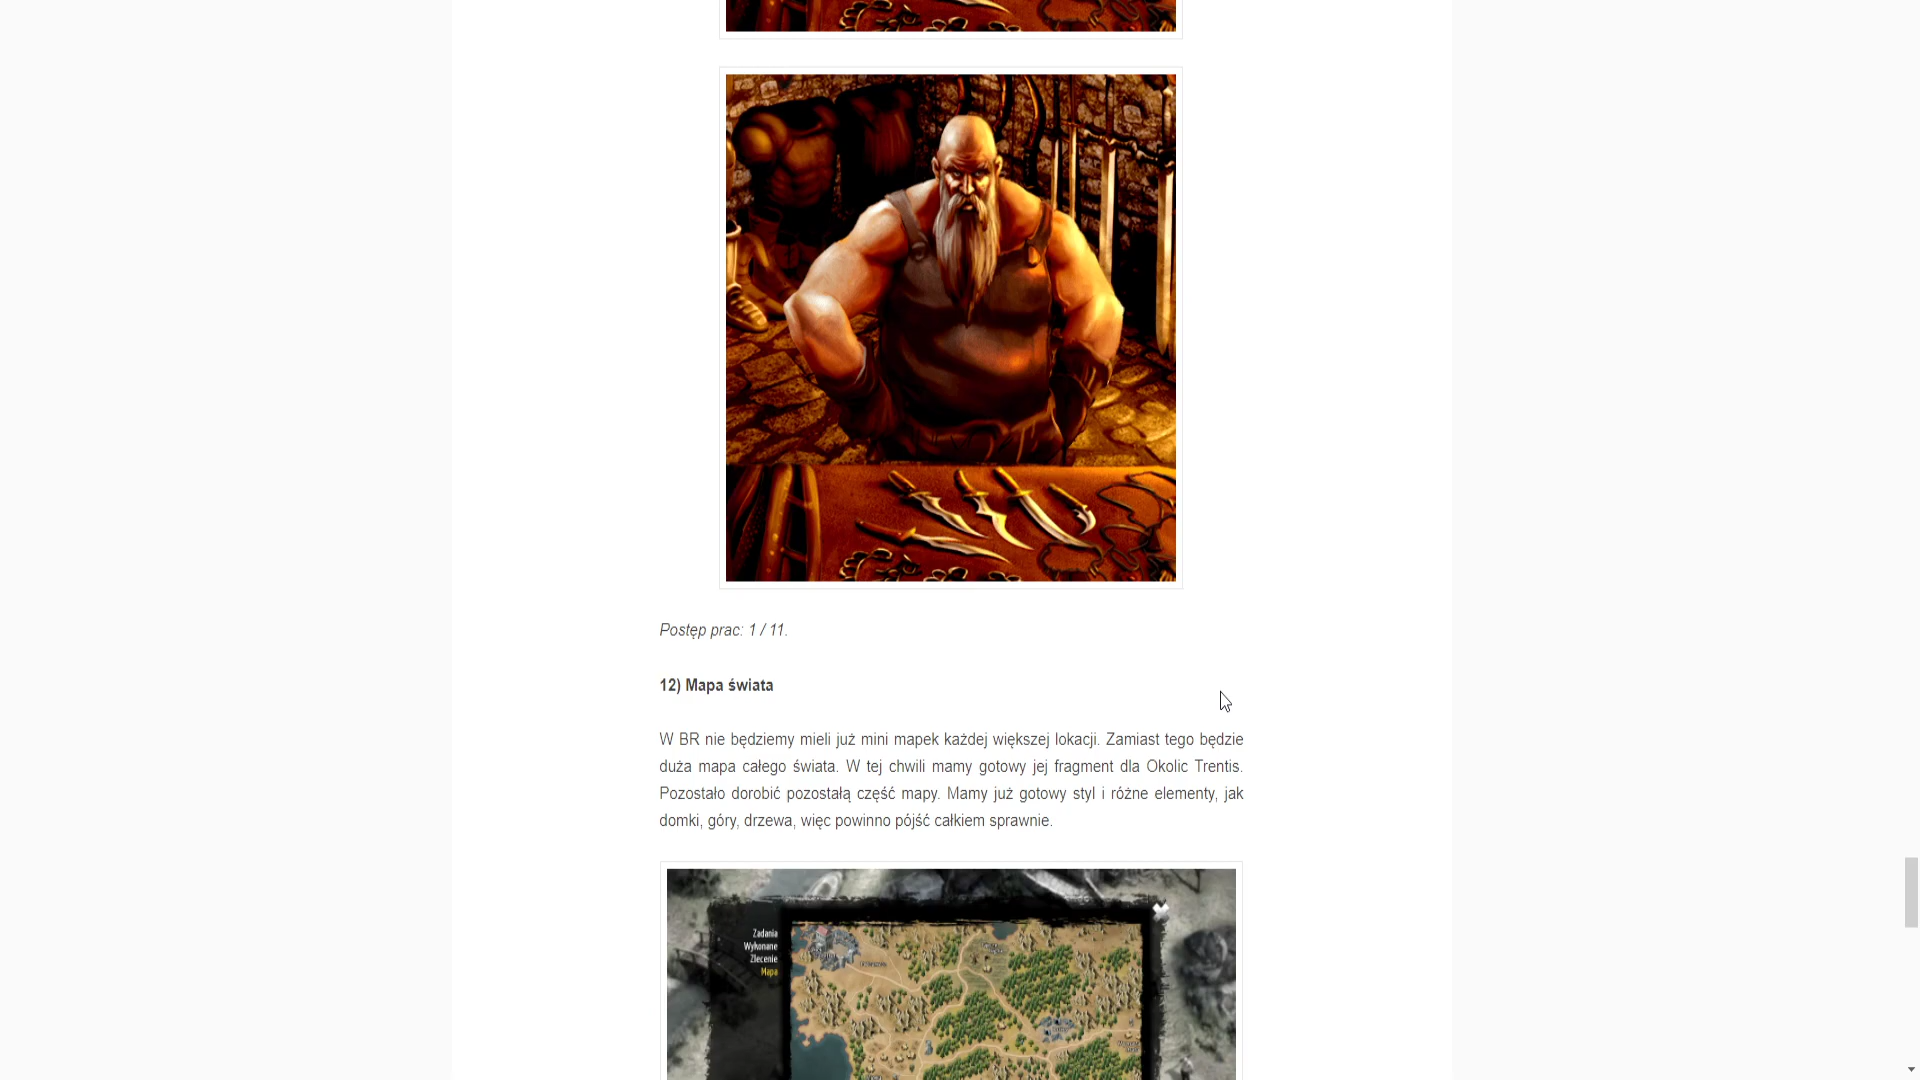 Postęp prac: 1 / 11.
12) Mapa świata
W BR nie będziemy mieli już mini mapek każdej większej lokacji. Zamiast tego będzie
duża mapa całego świata. W tej chwili mamy gotowy jej fragment dla Okolic Trentis.
Pozostało dorobić pozostałą część mapy. Mamy już gotowy styl i różne elementy, jak
domki, góry, drzewa, więc powinno pójść całkiem sprawnie.
Zadania
Wykonane
Zlecenie
Mapa